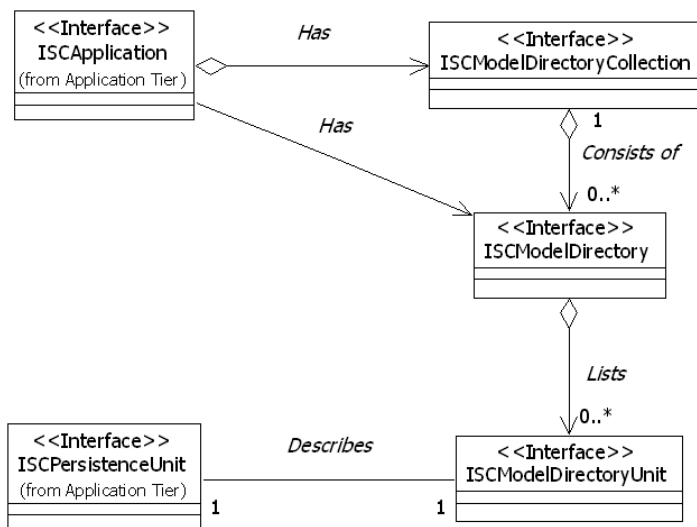 <<Interface>>
ISCApplication
(from Application Tier)
Has
<<Interface>>
ISCModelDirectoryCollection
Has
1
Consists of
0..*
<<Interface>>
ISCModelDirectory
Lists
0..*
<<Interface>>
ISCPersistenceUnit
(from Application Tier)
1
Describes
1
<<Interface>>
ISCModelDirectoryUnit